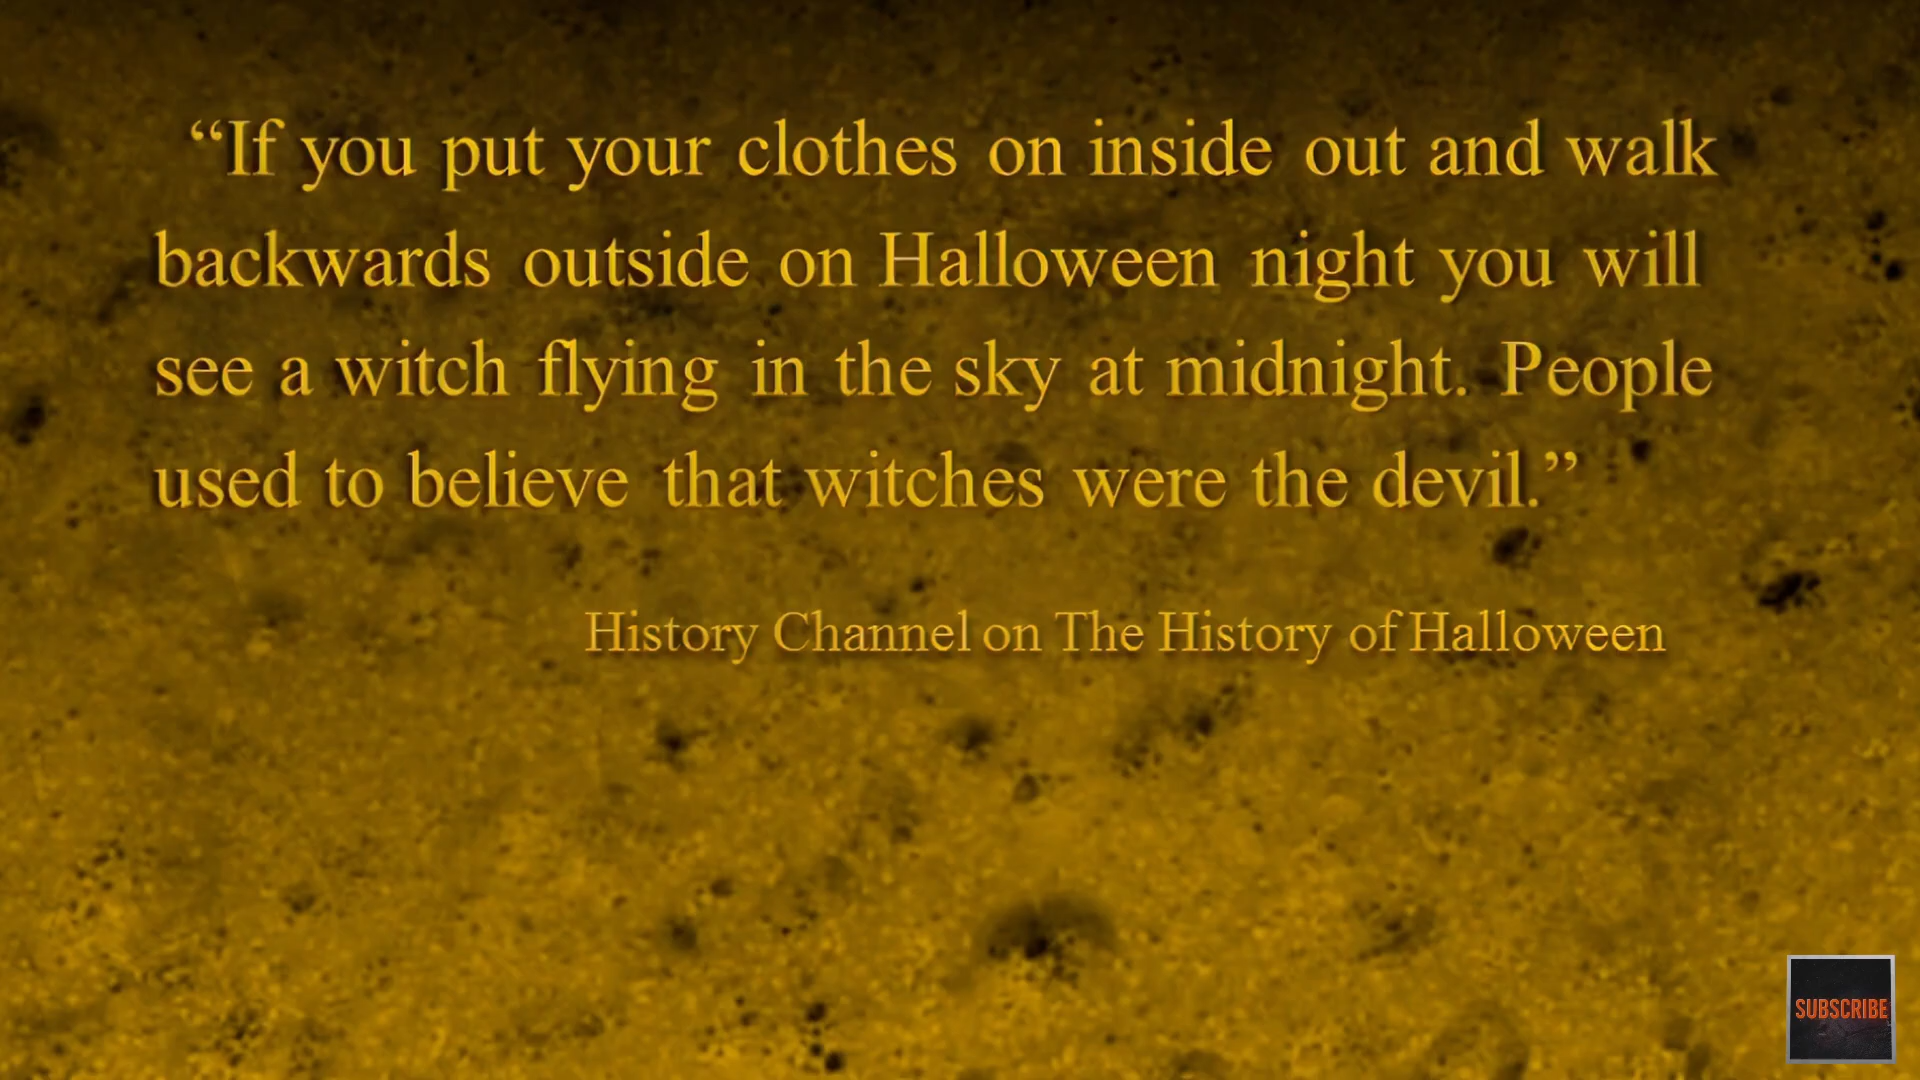 “If you put your clothes on inside out and walk
backwards outside on Halloween night you will
see a witch flying in the sky at midnight. People
used to believe that witches were the devil.”
History Channel on The History of Halloween
SUBSCRIBE